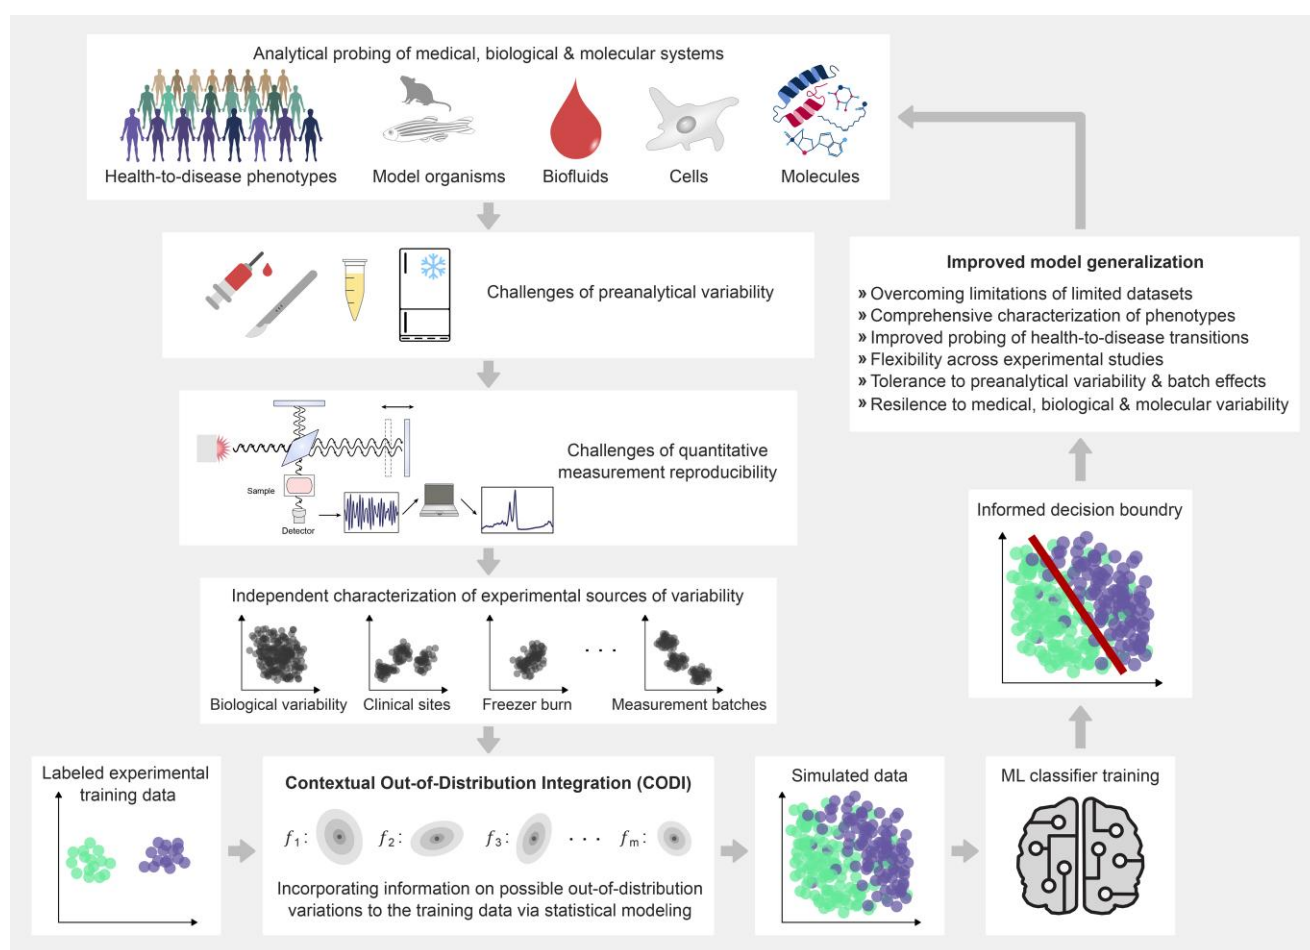 Analytical probing of medical, biological & molecular systems
Health-to-disease phenotypes
Model organisms
Biofluids
Cells
Molecules
Challenges of preanalytical variability
Challenges of quantitative
measurement reproducibility
Sample
Detector
Independent characterization of experimental sources of variability
. . .
Biological variability
Clinical sites
Freezer burn
Measurement batches
Labeled experimental
training data
Contextual Out-of-Distribution Integration (CODI)
f1:
f2:
f3:
. . .
fm:
Incorporating information on possible out-of-distribution
variations to the training data via statistical modeling
Simulated data
ML classifier training
Informed decision boundry
Improved model generalization
» Overcoming limitations of limited datasets
» Comprehensive characterization of phenotypes
» Improved probing of health-to-disease transitions
» Flexibility across experimental studies
» Tolerance to preanalytical variability & batch effects
» Resilence to medical, biological & molecular variability